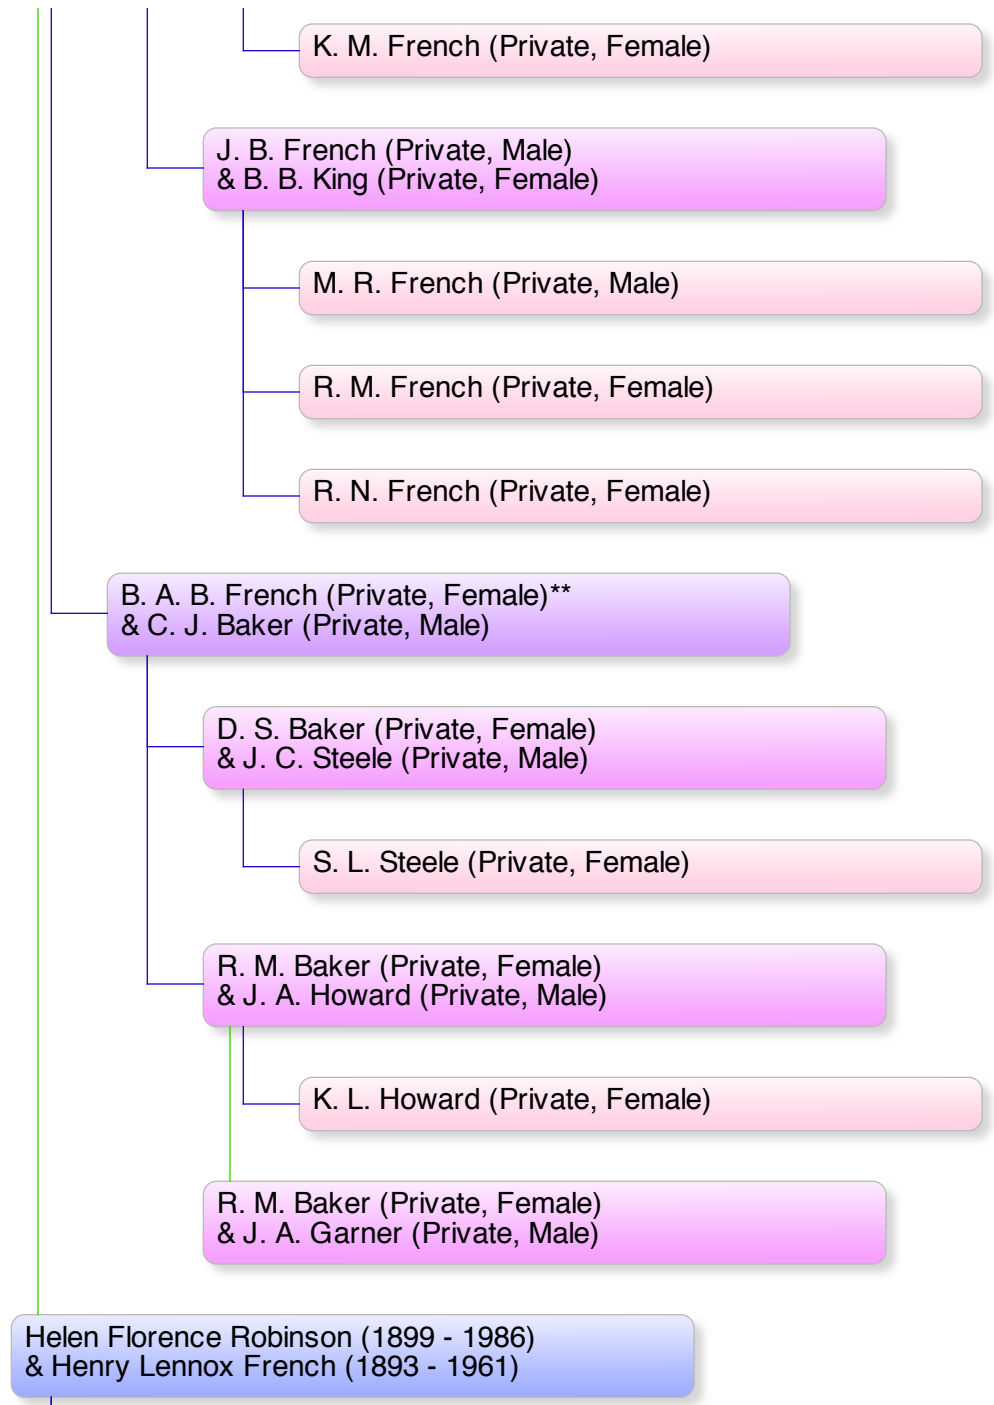 K. M. French (Private, Female)
J. B. French (Private, Male)
& B. B. King (Private, Female)
M. R. French (Private, Male)
R. M. French (Private, Female)
R. N. French (Private, Female)
B. A. B. French (Private, Female)**
& C. J. Baker (Private, Male)
D. S. Baker (Private, Female)
& J. C. Steele (Private, Male)
S. L. Steele (Private, Female)
R. M. Baker (Private, Female)
& J. A. Howard (Private, Male)
K. L. Howard (Private, Female)
R. M. Baker (Private, Female)
& J. A. Garner (Private, Male)
Helen Florence Robinson (1899 - 1986)
& Henry Lennox French (1893 - 1961)